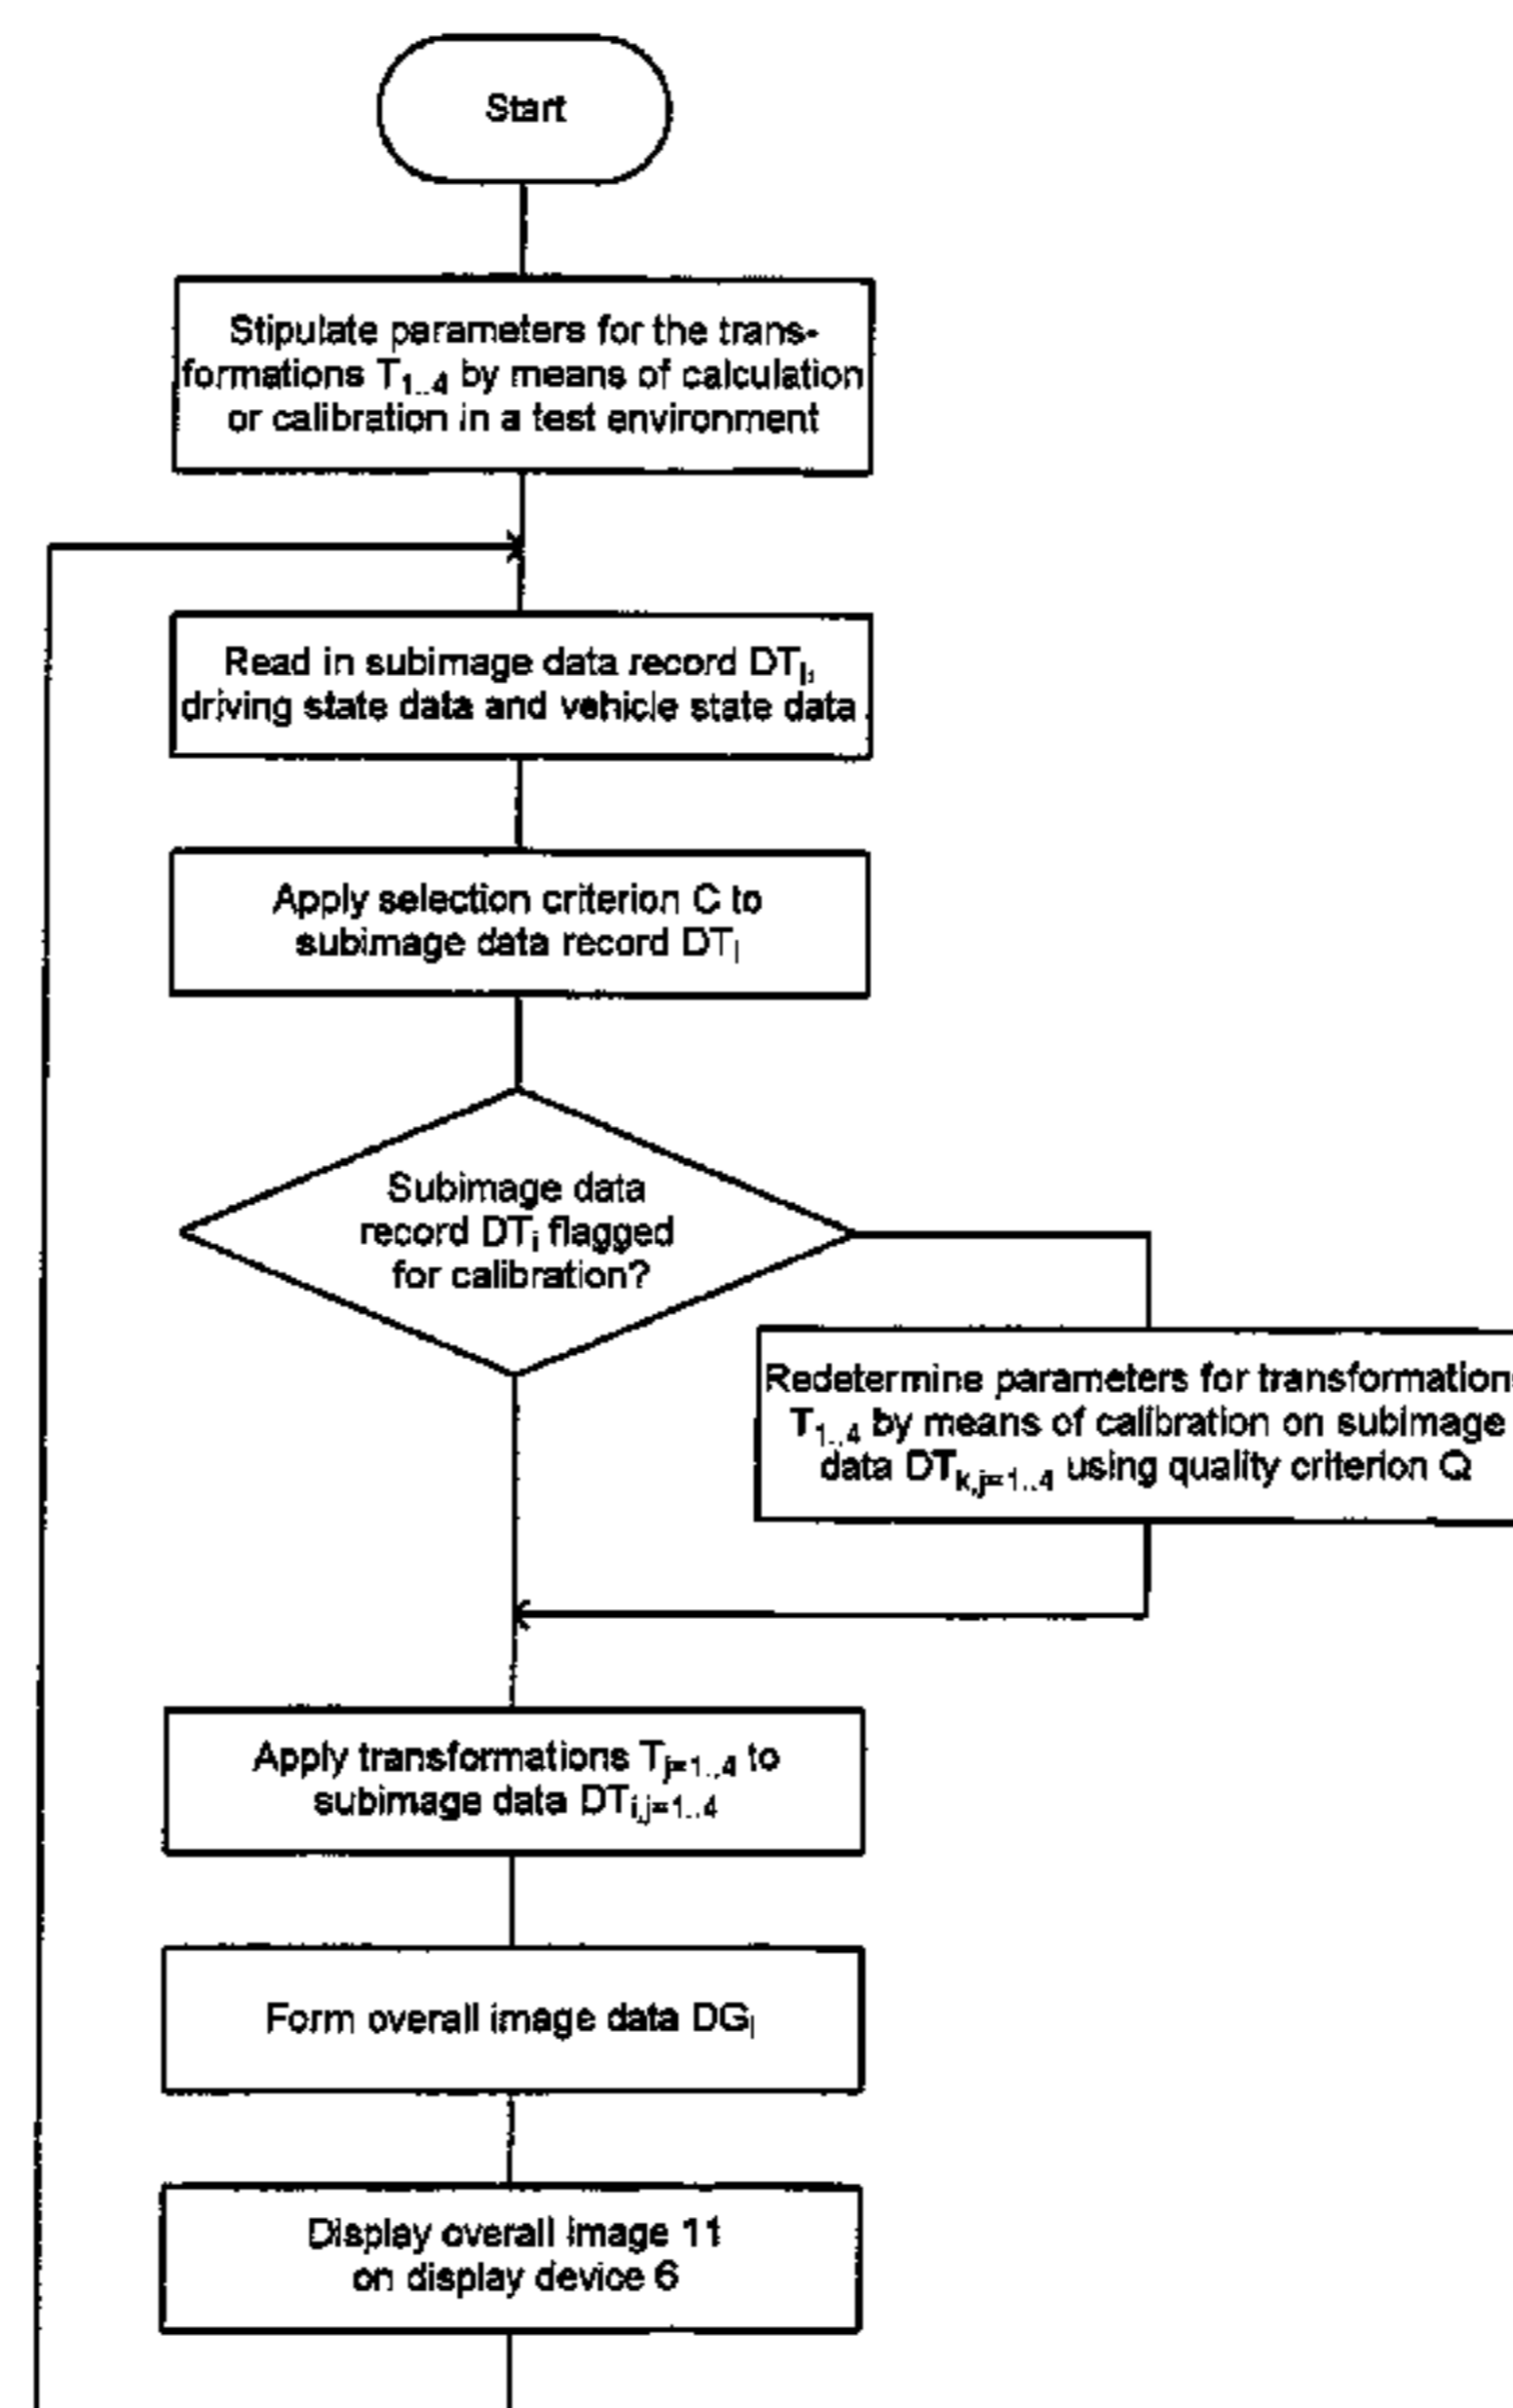 Start
Stipulate parameters for the trans-
formations T₁..₄ by means of calculation
or calibration in a test environment
Read in subimage data record DTᵢ,
driving state data and vehicle state data
Apply selection criterion C to
subimage data record DTᵢ
Subimage data
record DTᵢ flagged
for calibration?
Redetermine parameters for transformations
T₁..₄ by means of calibration on subimage
data DTₖ,ⱼ₌₁..₄ using quality criterion Q
Apply transformations Tⱼ₌₁..₄ to
subimage data DTᵢ,ⱼ₌₁..₄
Form overall image data DGᵢ
Display overall image 11
on display device 6